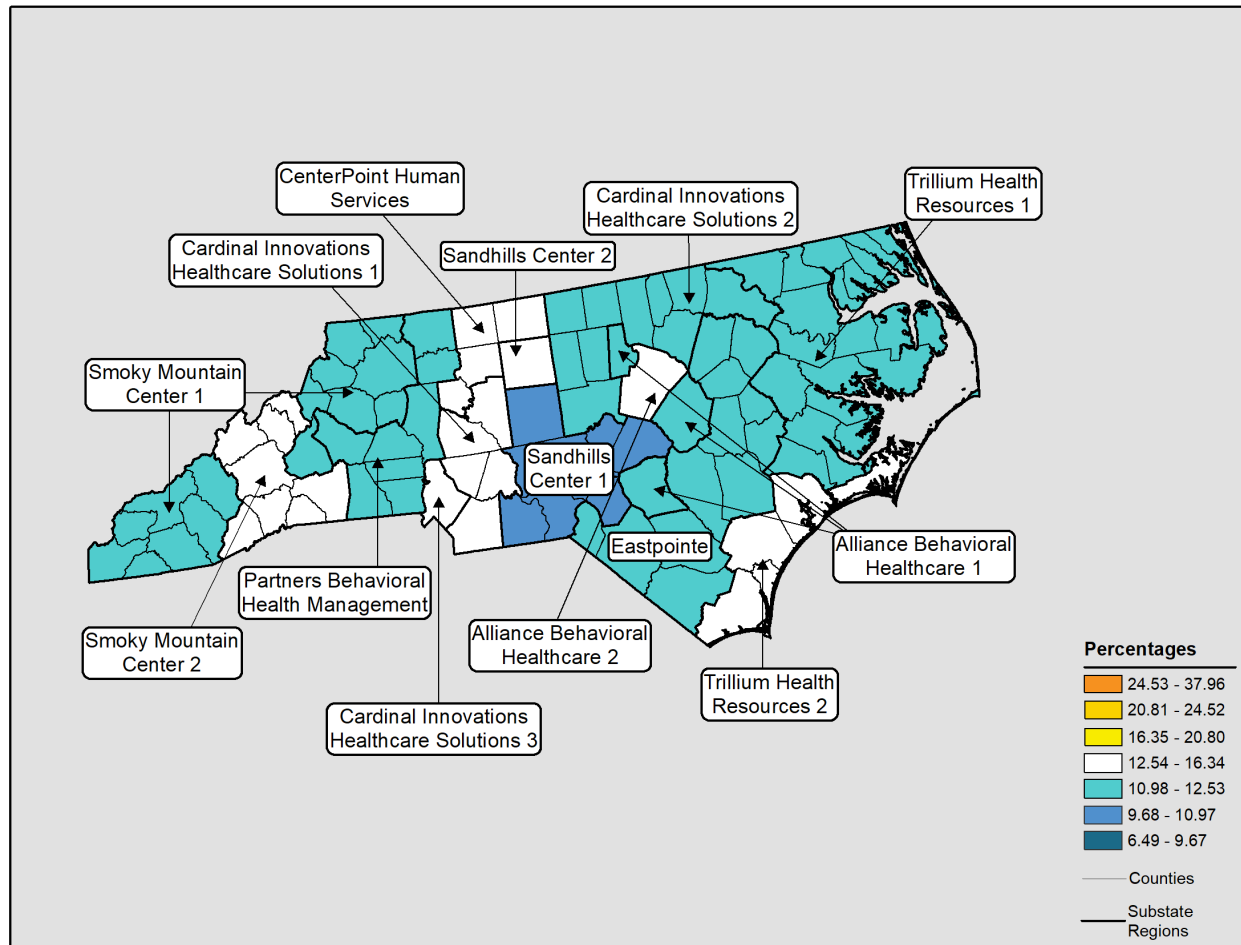 CenterPoint Human
Services
Cardinal Innovations
Healthcare Solutions 2
Trillium Health
Resources 1
Cardinal Innovations
Healthcare Solutions 1
Sandhills Center 2
Smoky Mountain
Center 1
Sandhills
Center 1
Eastpointe
Alliance Behavioral
Healthcare 1
Partners Behavioral
Health Management
Smoky Mountain
Center 2
Alliance Behavioral
Healthcare 2
Trillium Health
Resources 2
Cardinal Innovations
Healthcare Solutions 3
Percentages
24.53 - 37.96
20.81 - 24.52
16.35 - 20.80
12.54 - 16.34
10.98 - 12.53
9.68 - 10.97
6.49 - 9.67
Counties
Substate
Regions